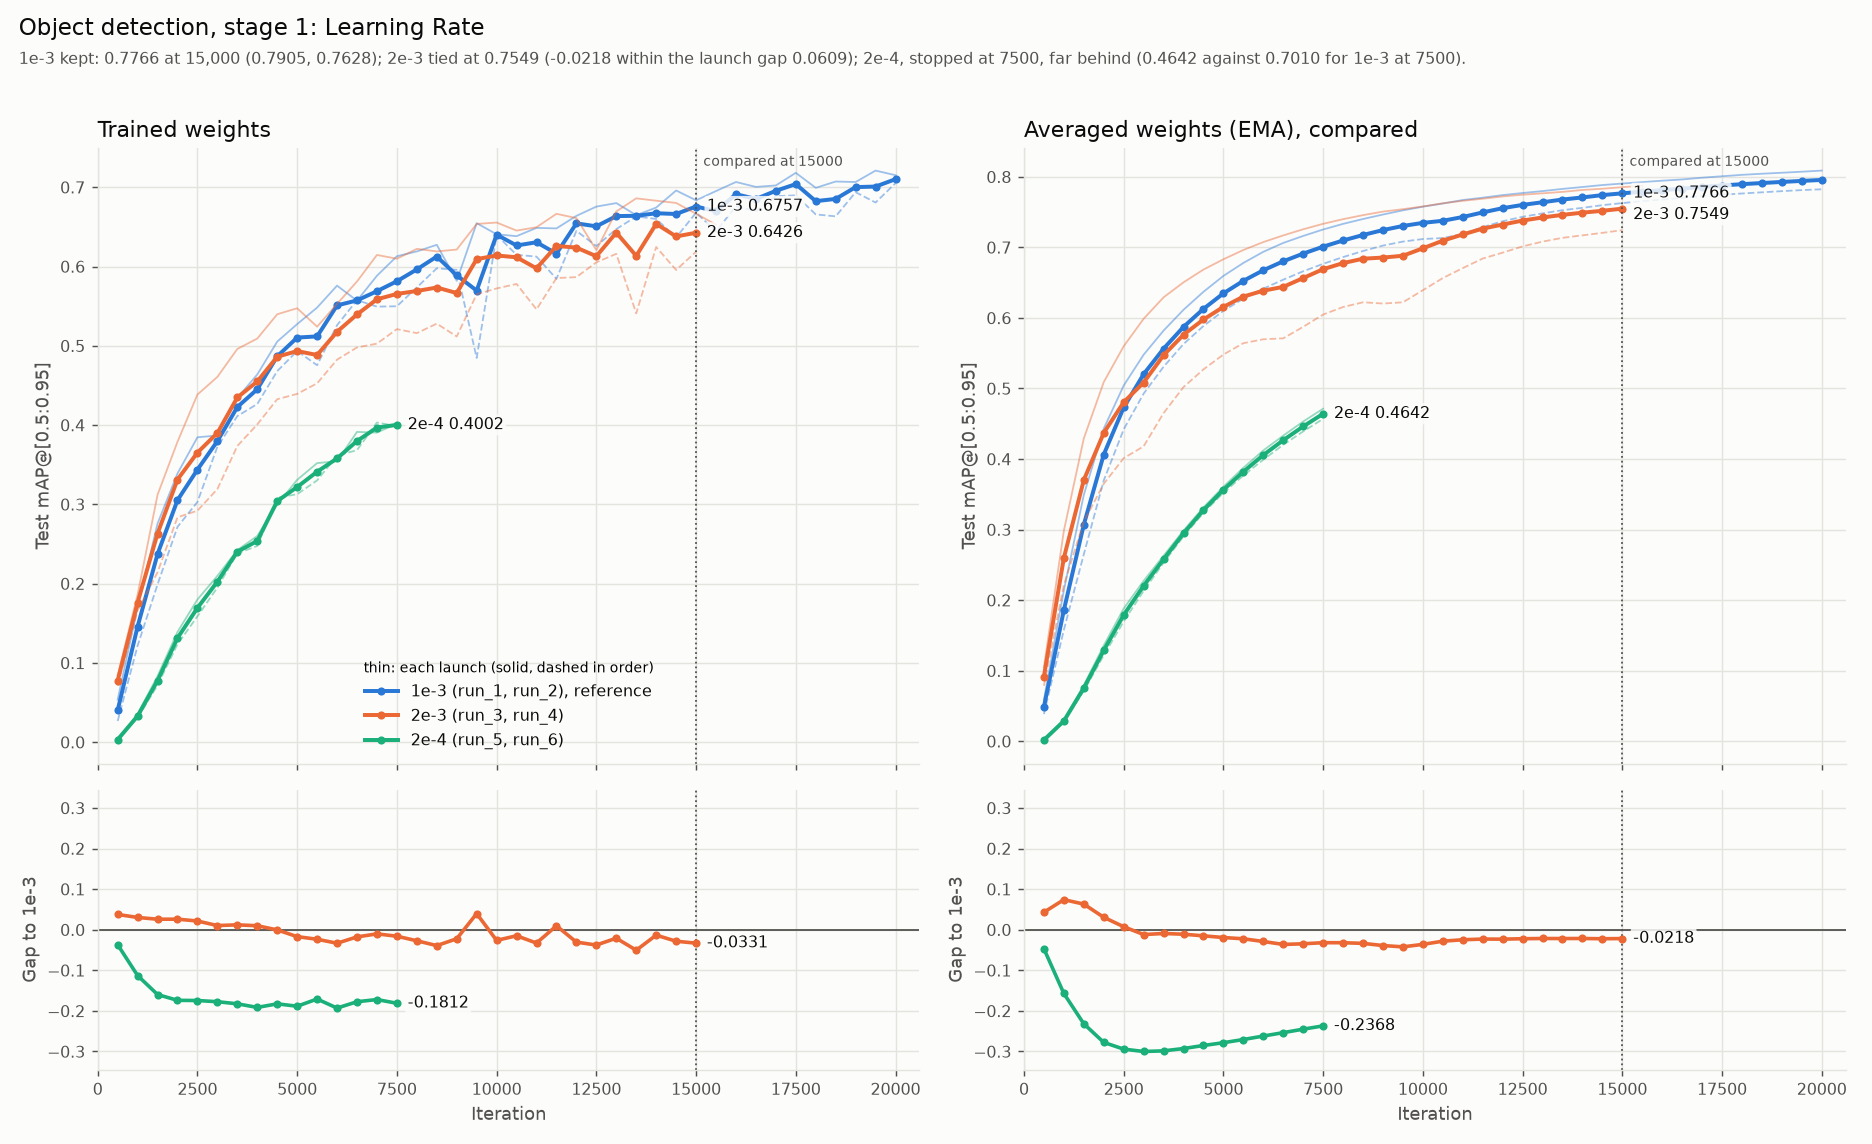 Object detection, stage 1: Learning Rate
1e-3 kept: 0.7766 at 15,000 (0.7905, 0.7628); 2e-3 tied at 0.7549 (-0.0218 within the launch gap 0.0609); 2e-4, stopped at 7500, far behind (0.4642 against 0.7010 for 1e-3 at 7500).
Trained weights
compared at 15000
0.7
0.6
0.5
0.4
0.3
0.2
0.1
0.0
Test mAP@[0.5:0.95]
1e-3 0.6757
2e-3 0.6426
2e-4 0.4002
thin: each launch (solid, dashed in order)
1e-3 (run_1, run_2), reference
2e-3 (run_3, run_4)
2e-4 (run_5, run_6)
Averaged weights (EMA), compared
compared at 15000
0.8
0.7
0.6
0.5
0.4
0.3
0.2
0.1
0.0
Test mAP@[0.5:0.95]
1e-3 0.7766
2e-3 0.7549
2e-4 0.4642
0.3
0.2
0.1
0.0
−0.1
−0.2
−0.3
Gap to 1e-3
-0.0331
-0.1812
0 2500 5000 7500 10000 12500 15000 17500 20000
Iteration
0.3
0.2
0.1
0.0
−0.1
−0.2
−0.3
Gap to 1e-3
-0.0218
-0.2368
0 2500 5000 7500 10000 12500 15000 17500 20000
Iteration